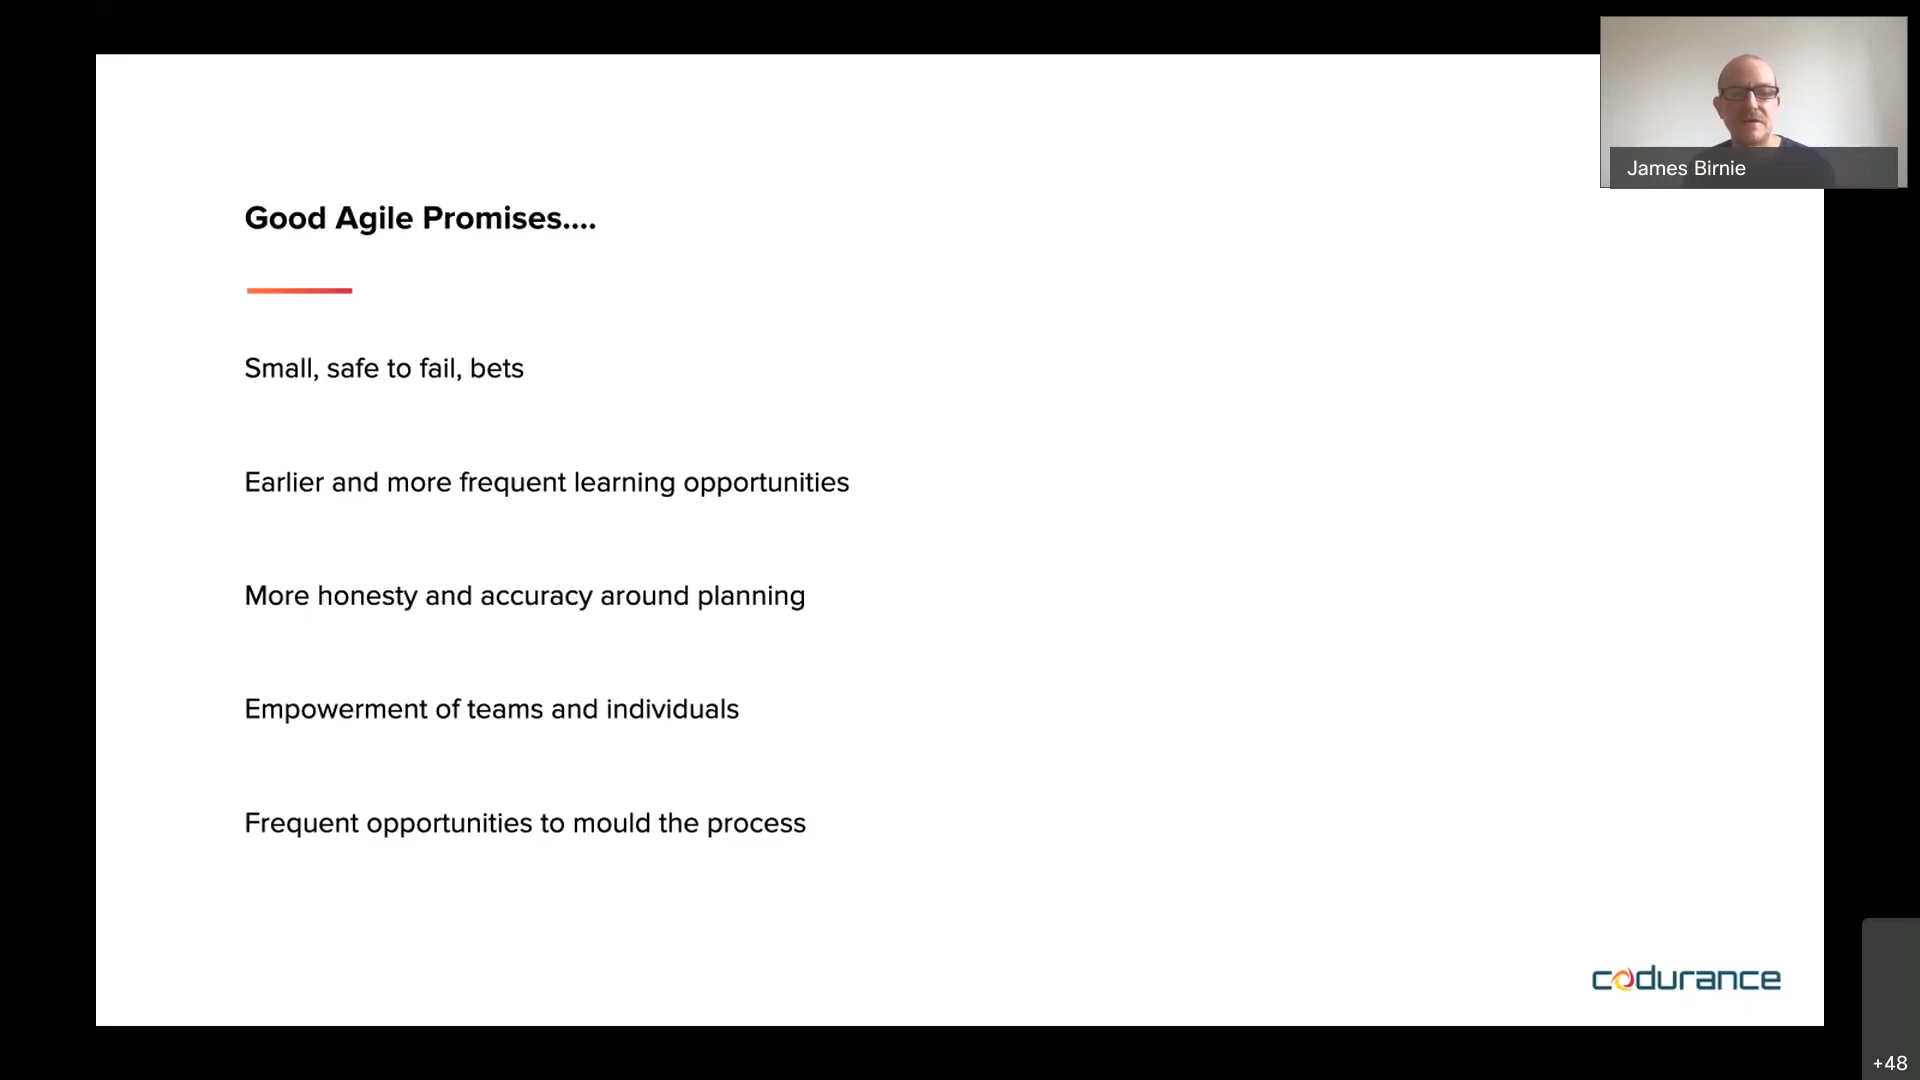 James Birnie
Good Agile Promises....
Small, safe to fail, bets
Earlier and more frequent learning opportunities
More honesty and accuracy around planning
Empowerment of teams and individuals
Frequent opportunities to mould the process
codurance
+48